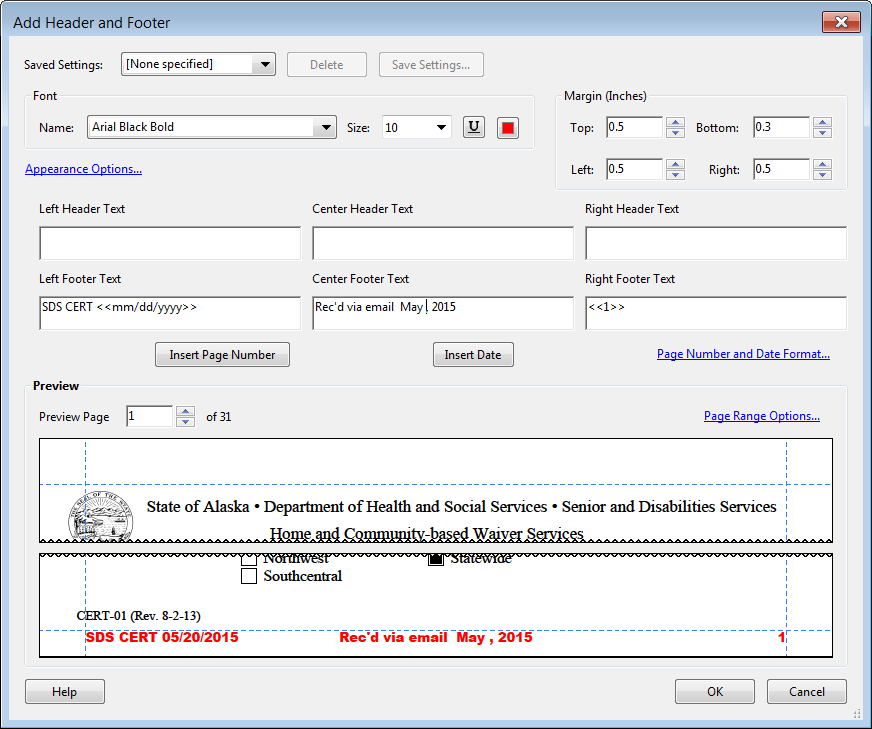 Add Header and Footer
Saved Settings: [None specified] Delete Save Settings...
Font
Margin (Inches)
Name: Arial Black Bold Size: 10 U
Top: 0.5 Bottom: 0.3
Appearance Options...
Left: 0.5 Right: 0.5
Left Header Text Center Header Text Right Header Text
Left Footer Text Center Footer Text Right Footer Text
SDS CERT <<mm/dd/yyyy>> Rec'd via email  May , 2015 <<1>>
Insert Page Number Insert Date Page Number and Date Format...
Preview
Preview Page 1 of 31 Page Range Options...
THE SEAL OF THE STATE
State of Alaska • Department of Health and Social Services • Senior and Disabilities Services
Home and Community-based Waiver Services
Northwest Statewide
Southcentral
CERT-01 (Rev. 8-2-13)
SDS CERT 05/20/2015 Rec'd via email  May , 2015 1
Help OK Cancel